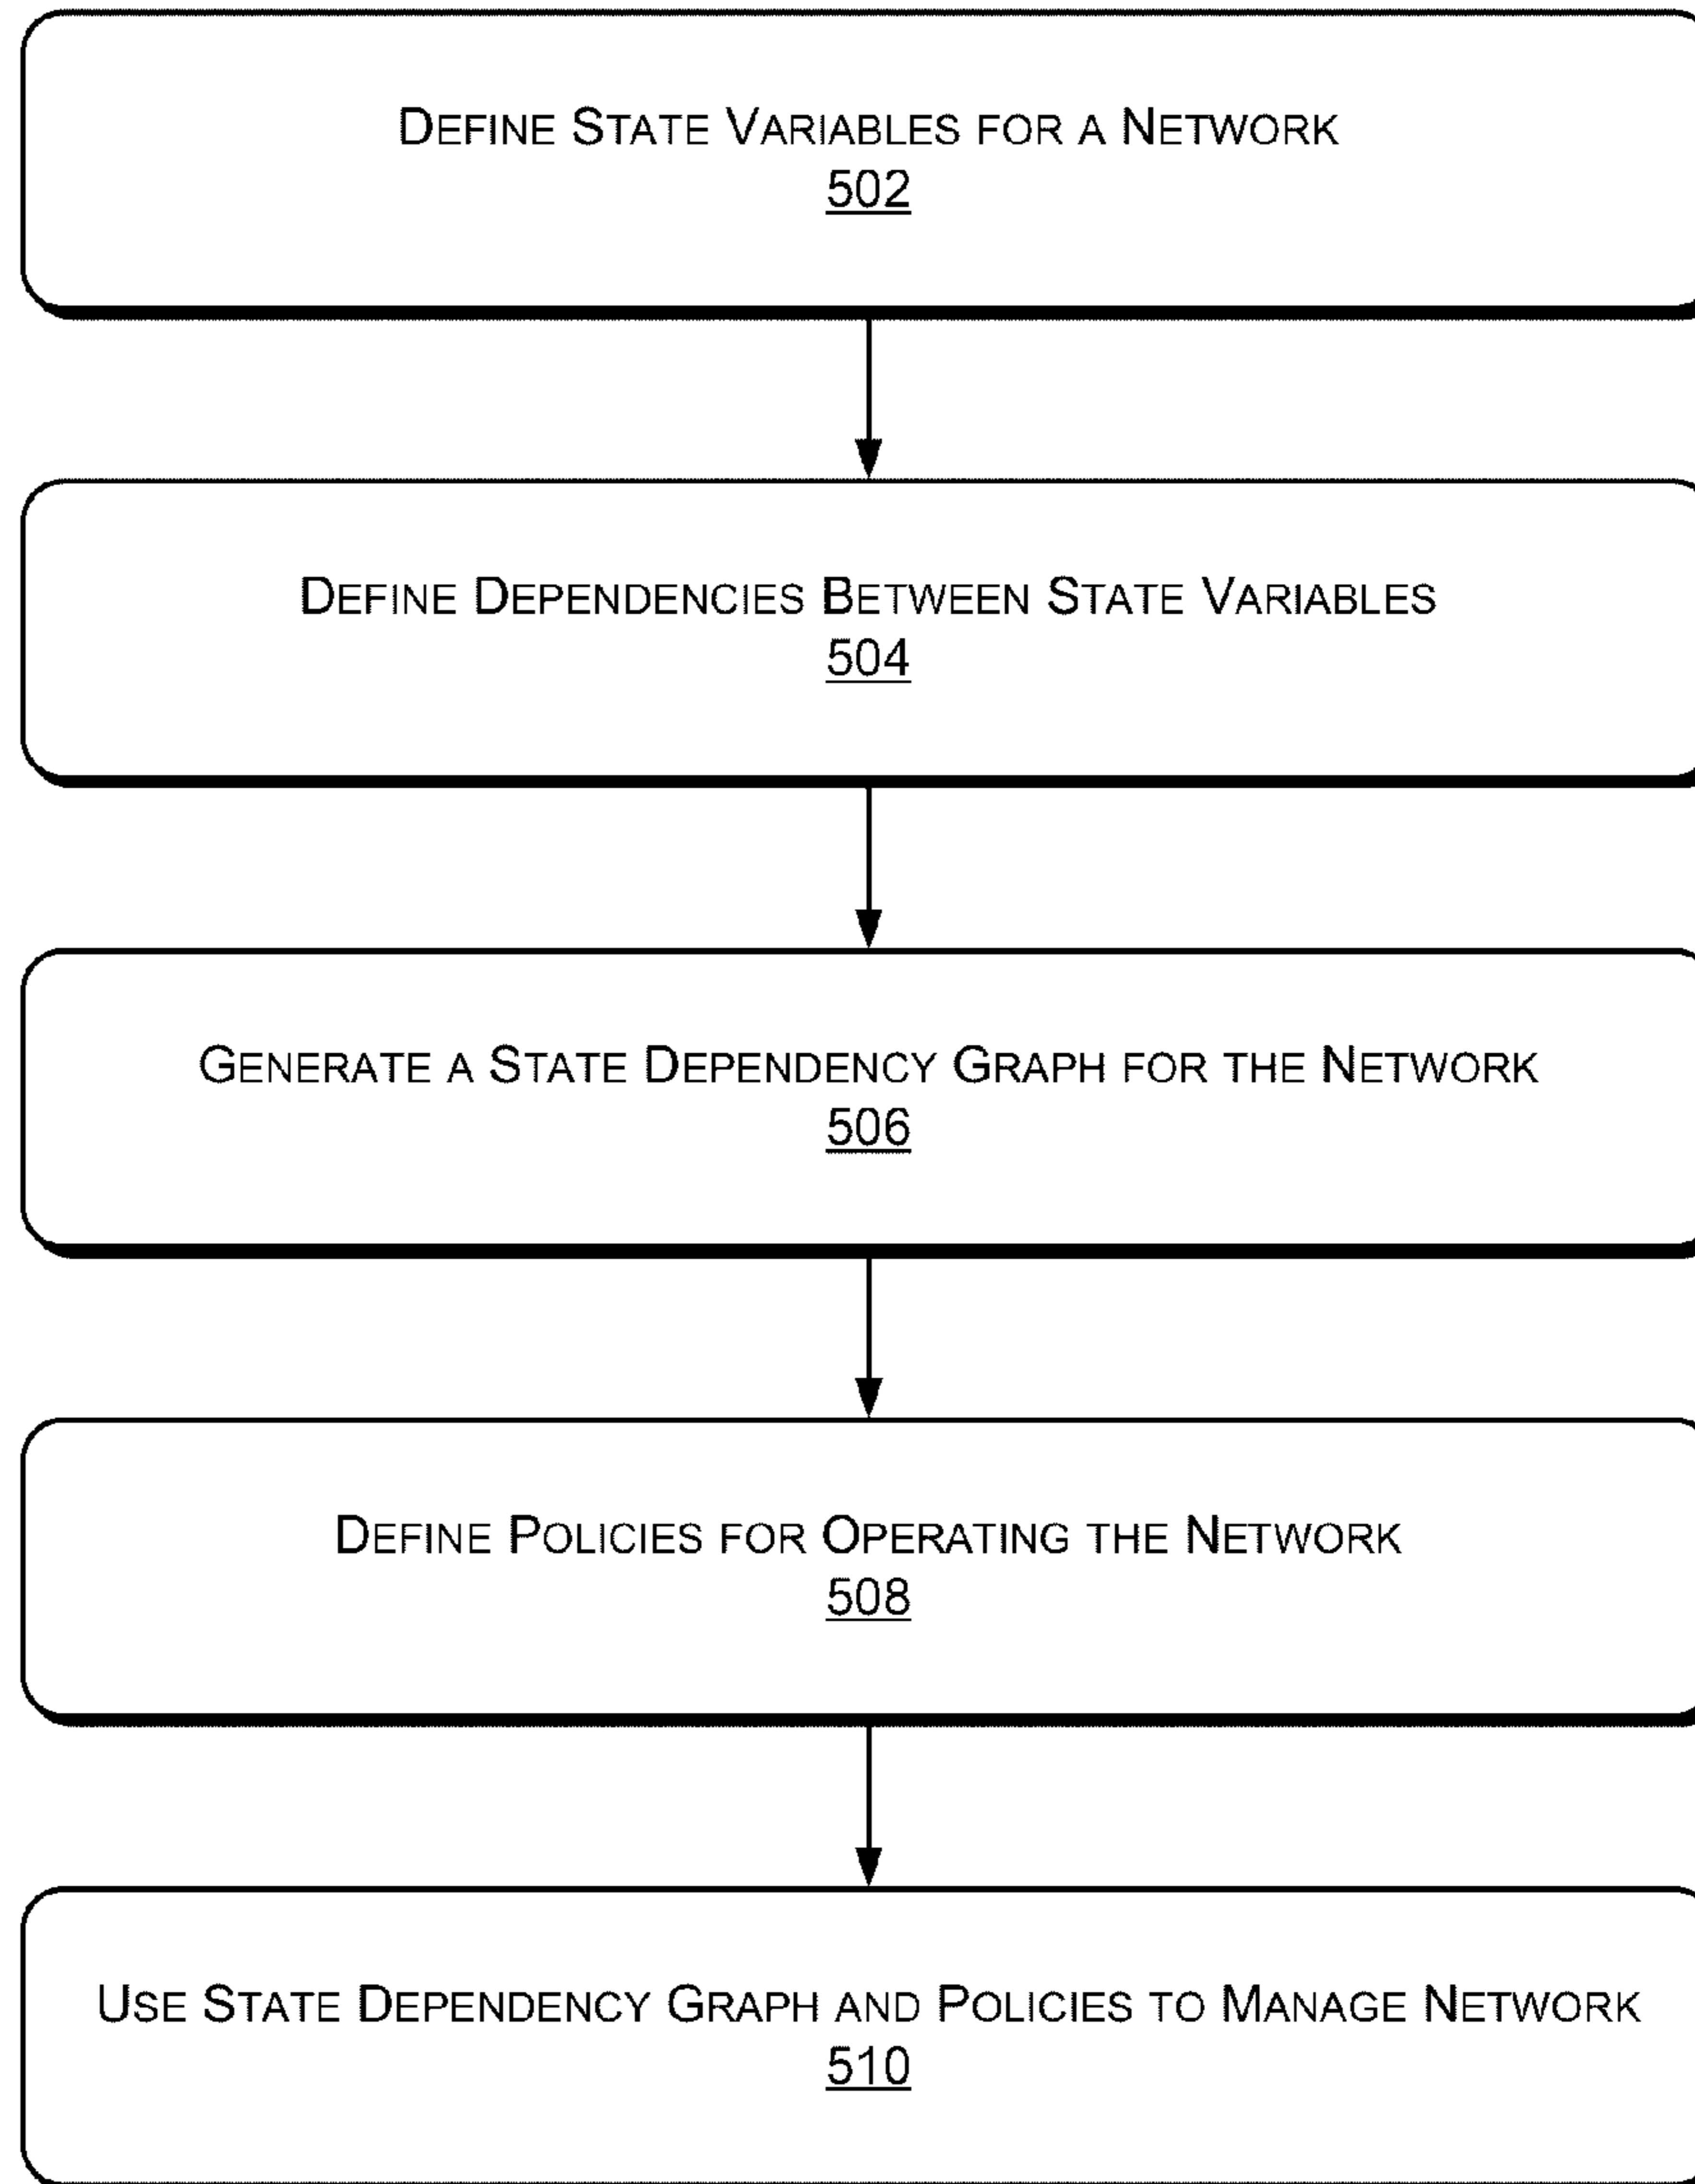 DEFINE STATE VARIABLES FOR A NETWORK
502
DEFINE DEPENDENCIES BETWEEN STATE VARIABLES
504
GENERATE A STATE DEPENDENCY GRAPH FOR THE NETWORK
506
DEFINE POLICIES FOR OPERATING THE NETWORK
508
USE STATE DEPENDENCY GRAPH AND POLICIES TO MANAGE NETWORK
510